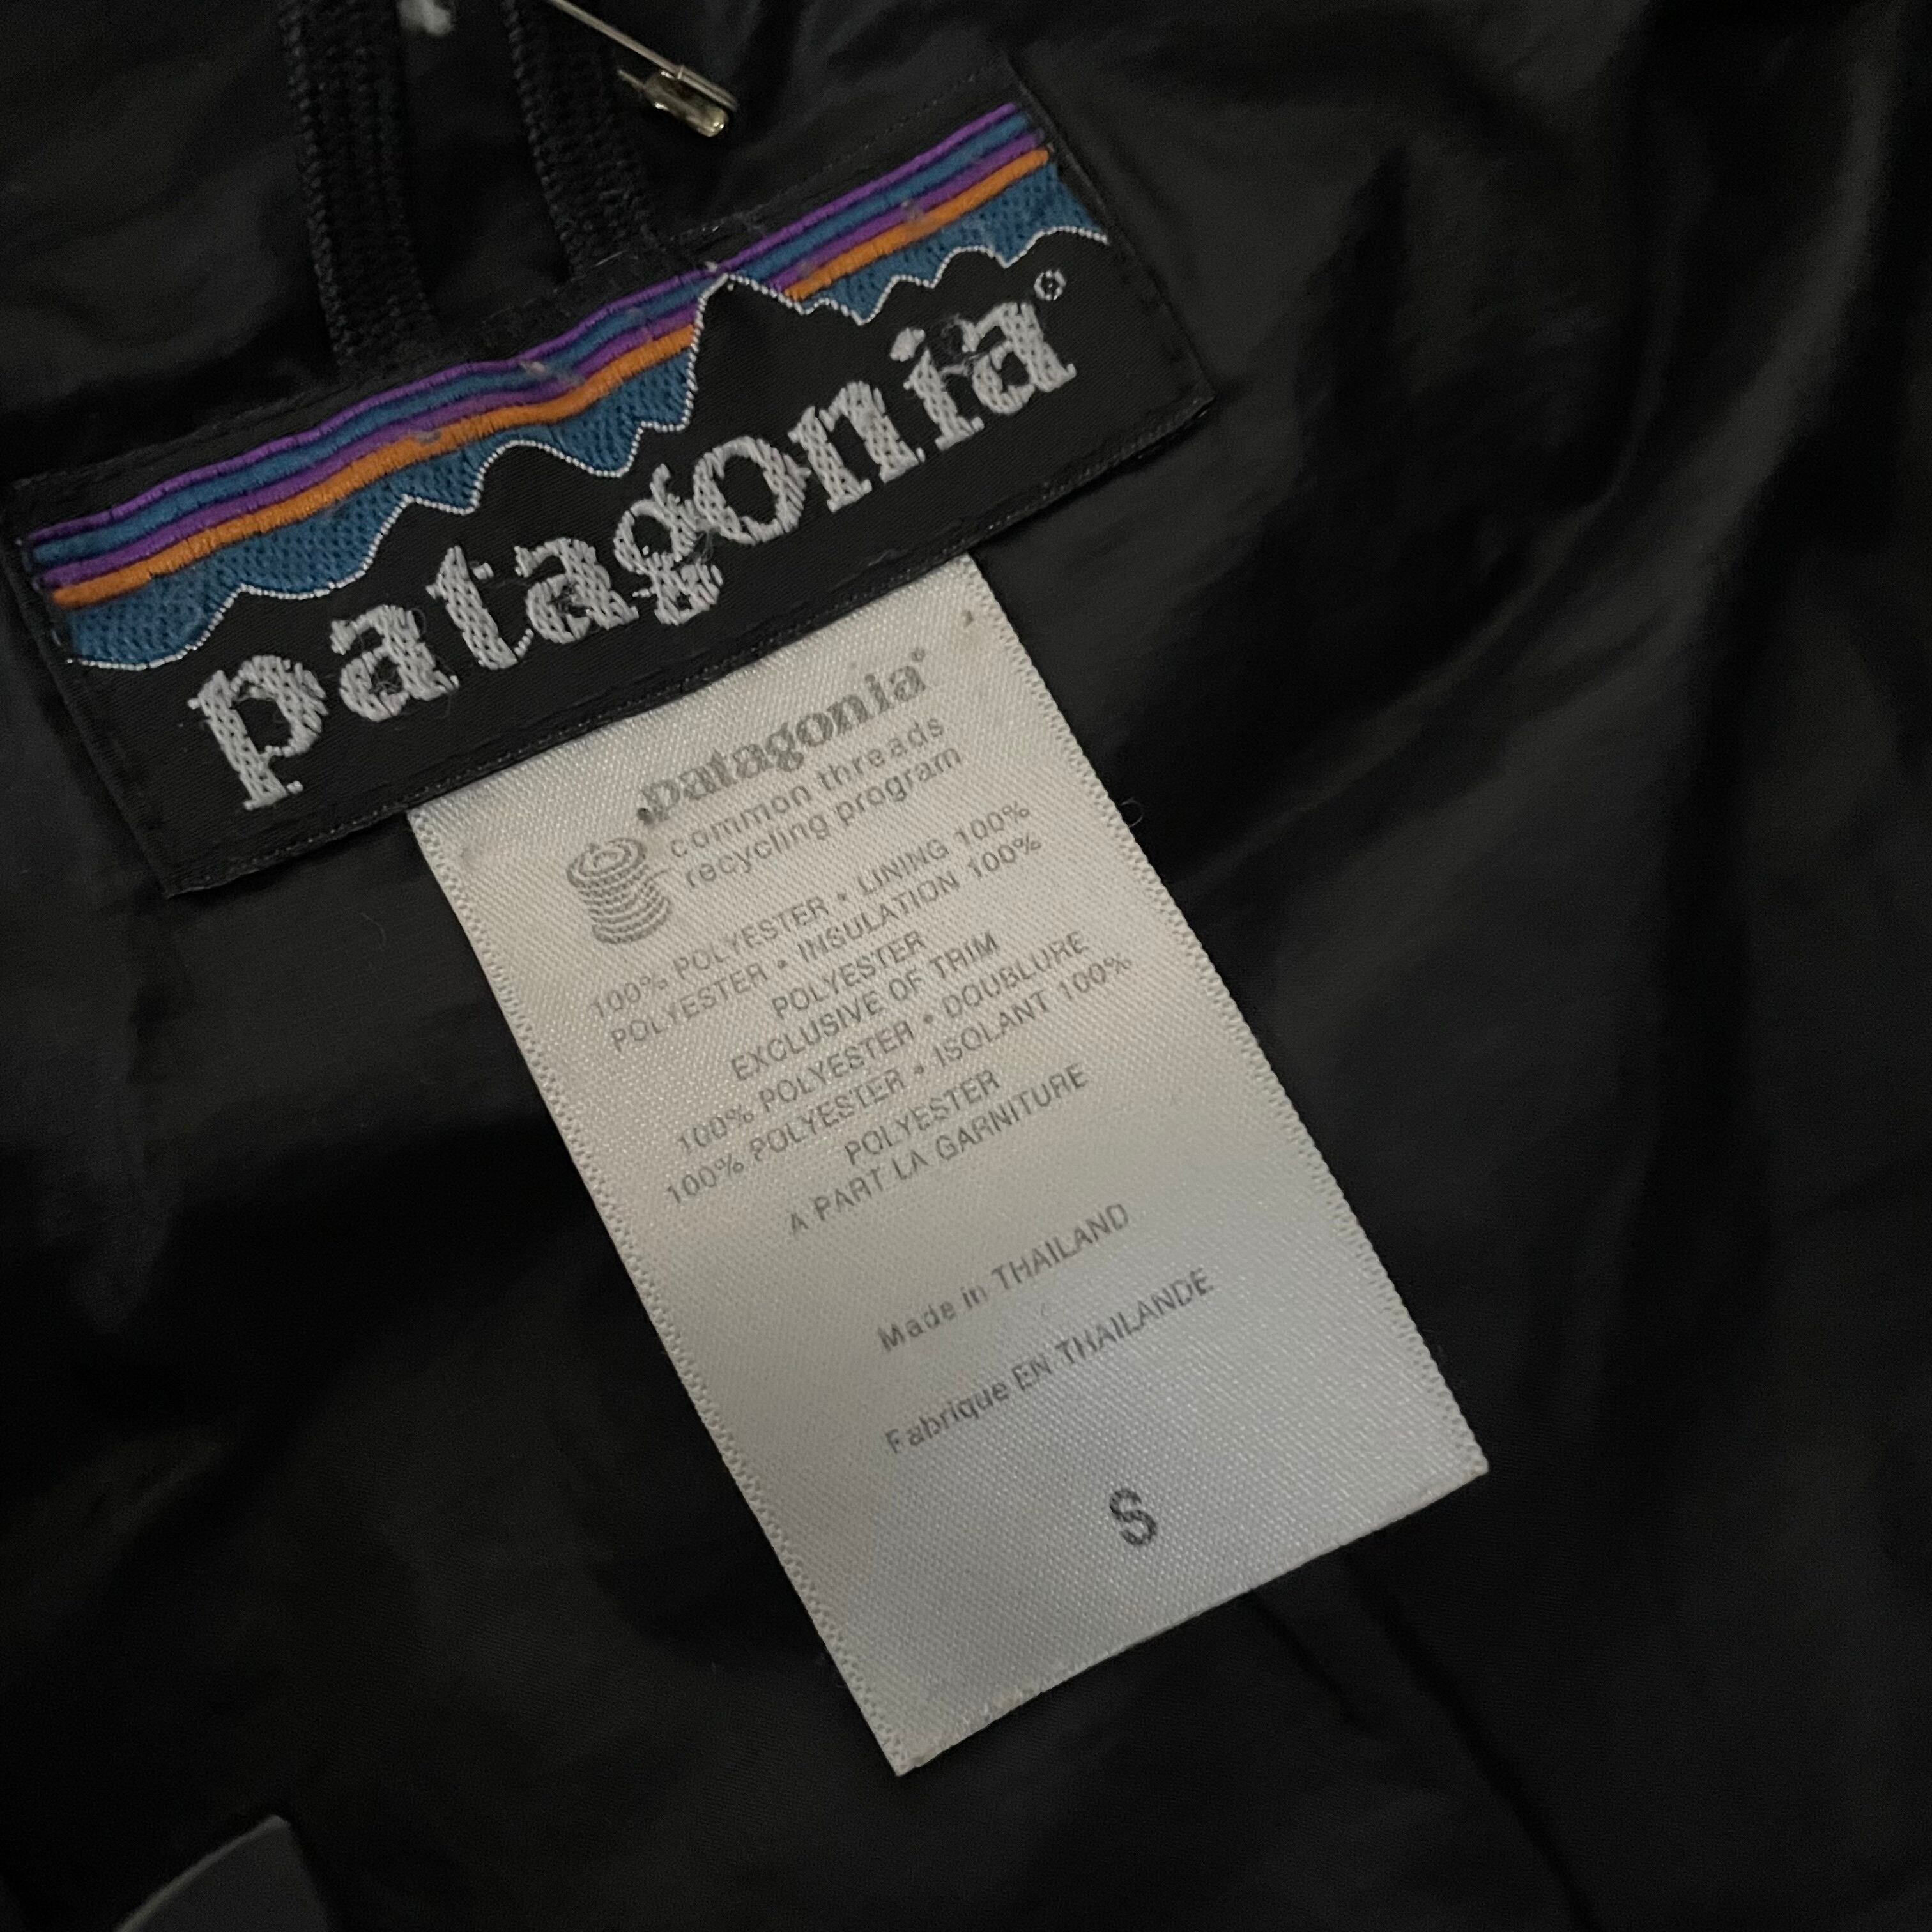 patagonia®
patagonia®
common threads
recycling program
100% POLYESTER • LINING 100%
POLYESTER • INSULATION 100%
POLYESTER
EXCLUSIVE OF TRIM
100% POLYESTER • DOUBLURE
100% POLYESTER • ISOLANT 100%
POLYESTER
A PART LA GARNITURE
Made in THAILAND
Fabrique EN THAILANDE
S